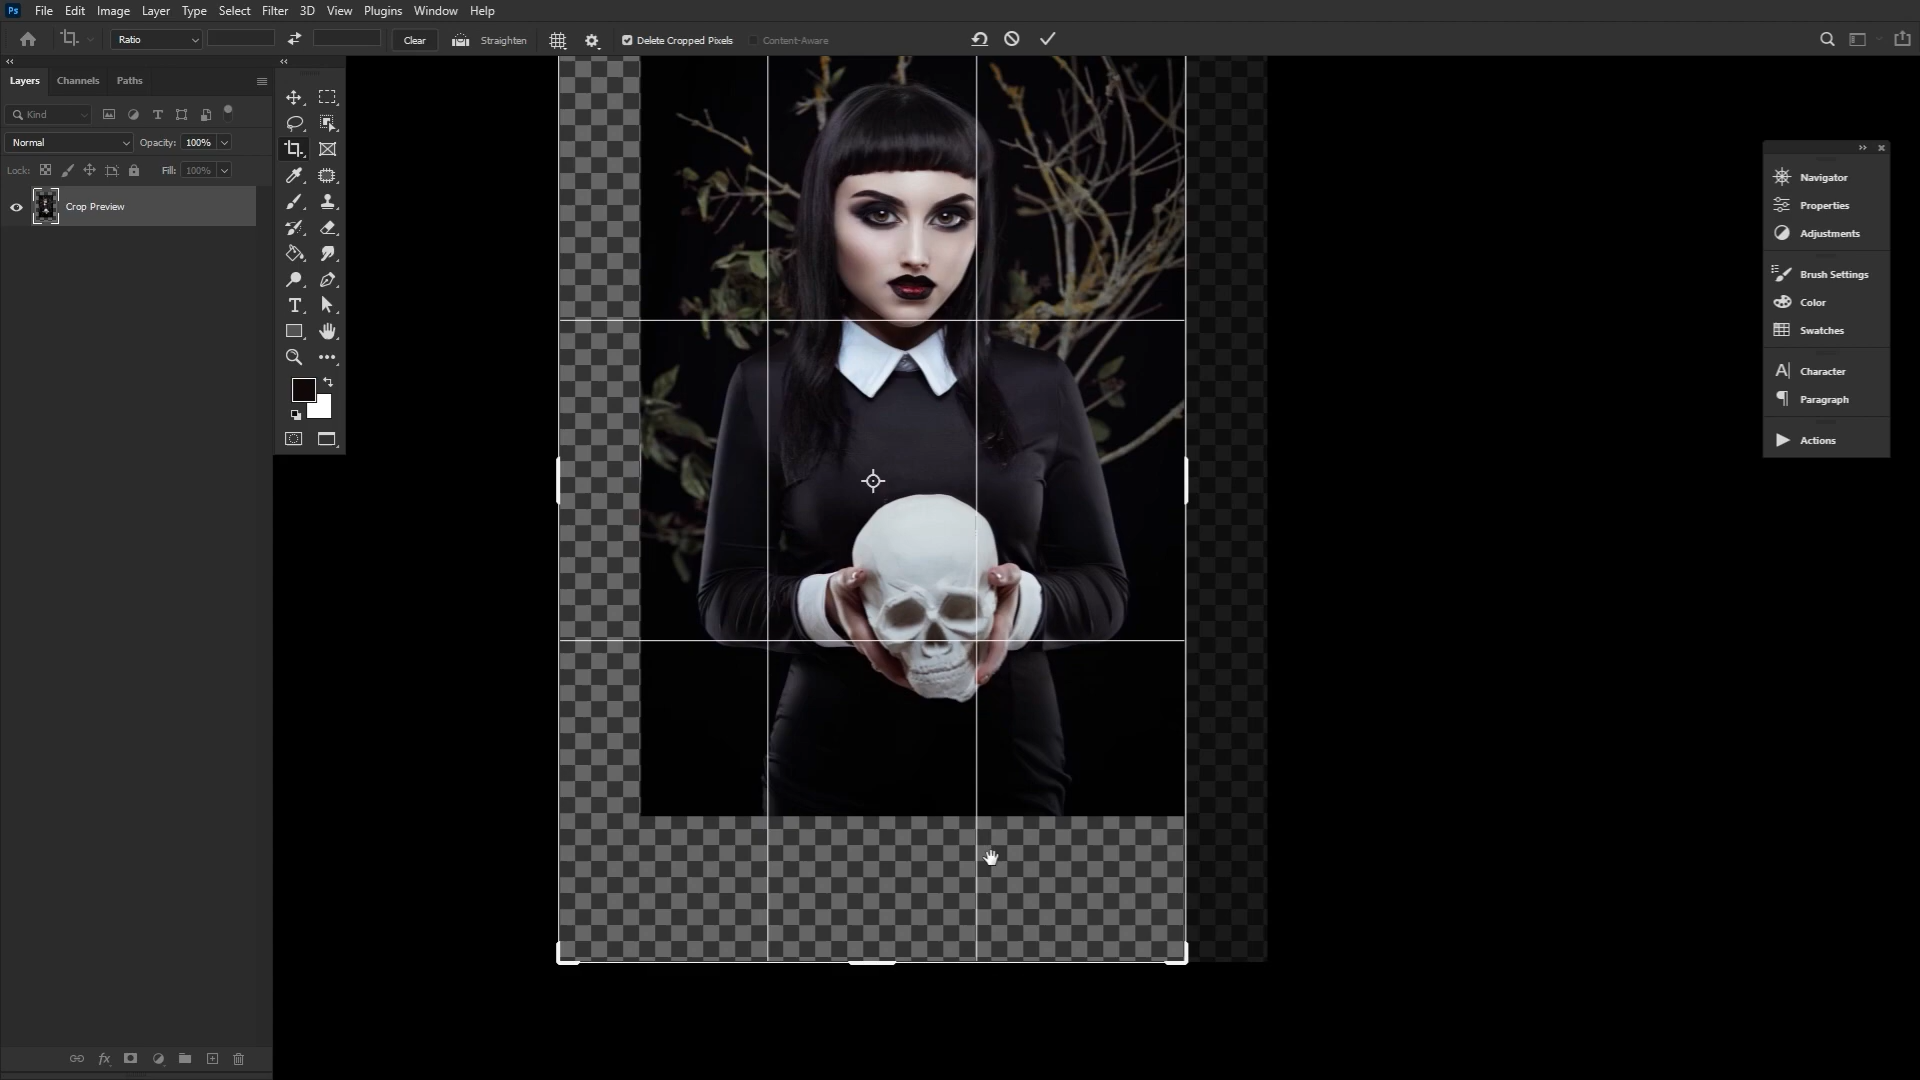 Ps File Edit Image Layer Type Select Filter 3D View Plugins Window Help
Ratio Clear Straighten Delete Cropped Pixels Content-Aware
Layers Channels Paths
Kind
Normal Opacity: 100%
Lock: Fill: 100%
Crop Preview
fx
Navigator
Properties
Adjustments
Brush Settings
Color
Swatches
Character
Paragraph
Actions